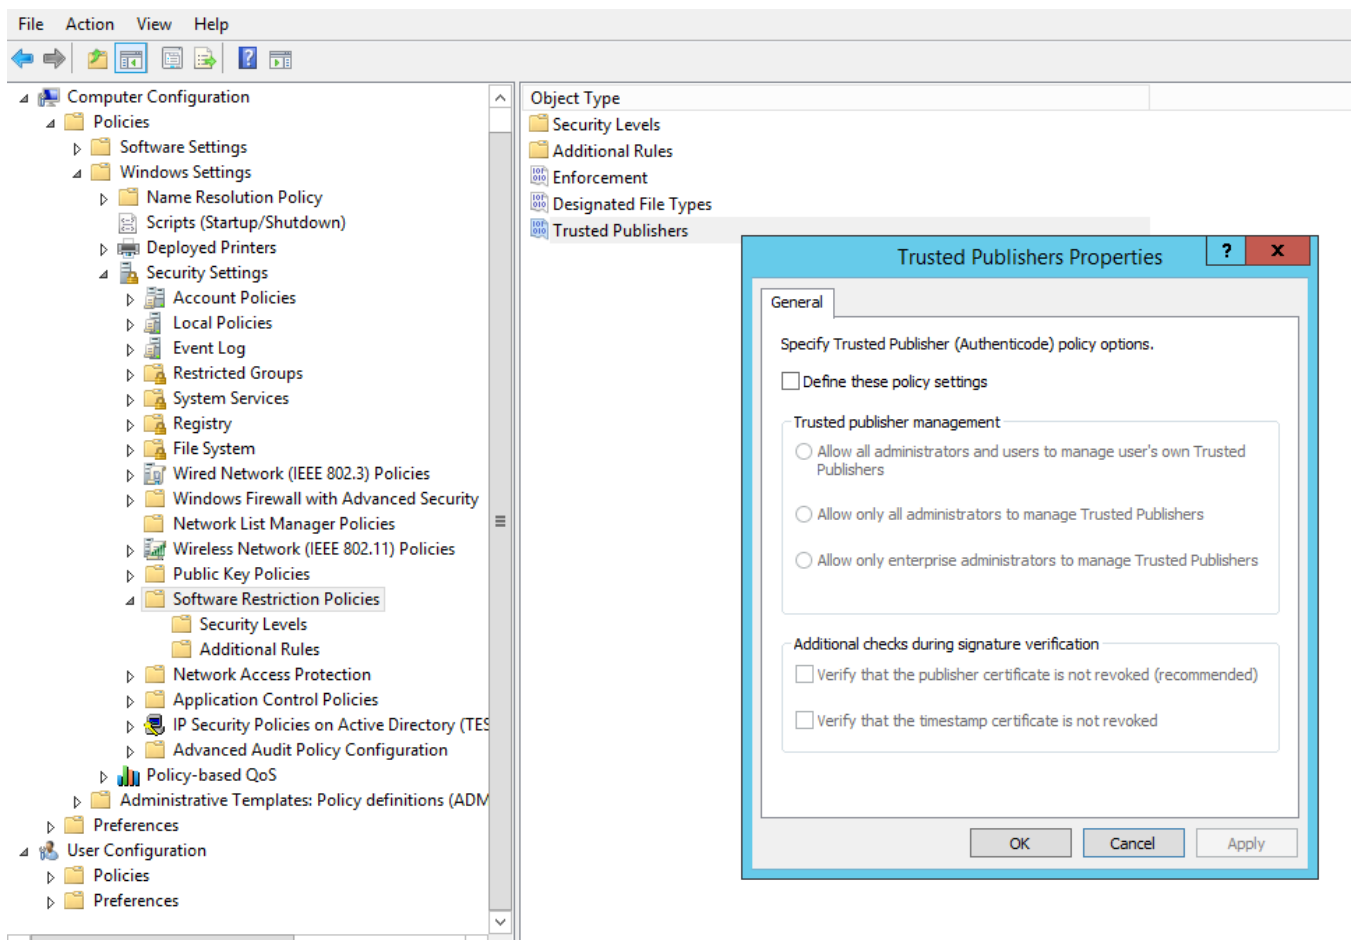 File Action View Help
Computer Configuration
Policies
Software Settings
Windows Settings
Name Resolution Policy
Scripts (Startup/Shutdown)
Deployed Printers
Security Settings
Account Policies
Local Policies
Event Log
Restricted Groups
System Services
Registry
File System
Wired Network (IEEE 802.3) Policies
Windows Firewall with Advanced Security
Network List Manager Policies
Wireless Network (IEEE 802.11) Policies
Public Key Policies
Software Restriction Policies
Security Levels
Additional Rules
Network Access Protection
Application Control Policies
IP Security Policies on Active Directory (TES
Advanced Audit Policy Configuration
Policy-based QoS
Administrative Templates: Policy definitions (ADM
Preferences
User Configuration
Policies
Preferences
Object Type
Security Levels
Additional Rules
Enforcement
Designated File Types
Trusted Publishers
Trusted Publishers Properties
? x
General
Specify Trusted Publisher (Authenticode) policy options.
Define these policy settings
Trusted publisher management
Allow all administrators and users to manage user's own Trusted
Publishers
Allow only all administrators to manage Trusted Publishers
Allow only enterprise administrators to manage Trusted Publishers
Additional checks during signature verification
Verify that the publisher certificate is not revoked (recommended)
Verify that the timestamp certificate is not revoked
OK Cancel Apply